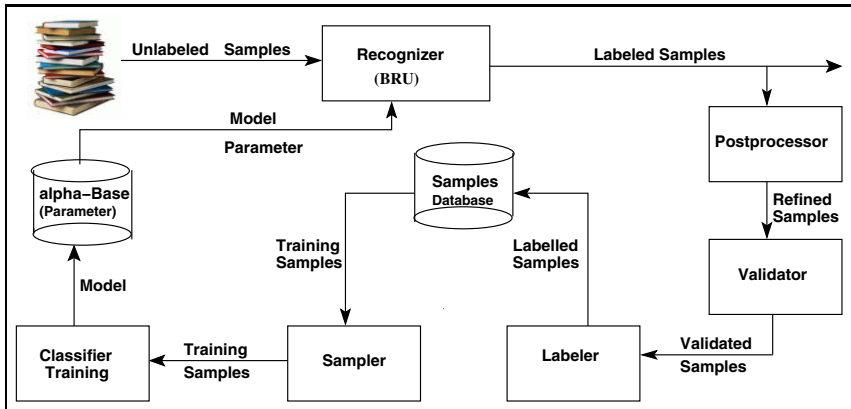 Unlabeled Samples
Recognizer
(BRU)
Labeled Samples
Model
Parameter
Postprocessor
alpha-Base
(Parameter)
Samples
Database
Refined
Samples
Training
Samples
Labelled
Samples
Validator
Model
Classifier
Training
Training
Samples
Sampler
Labeler
Validated
Samples